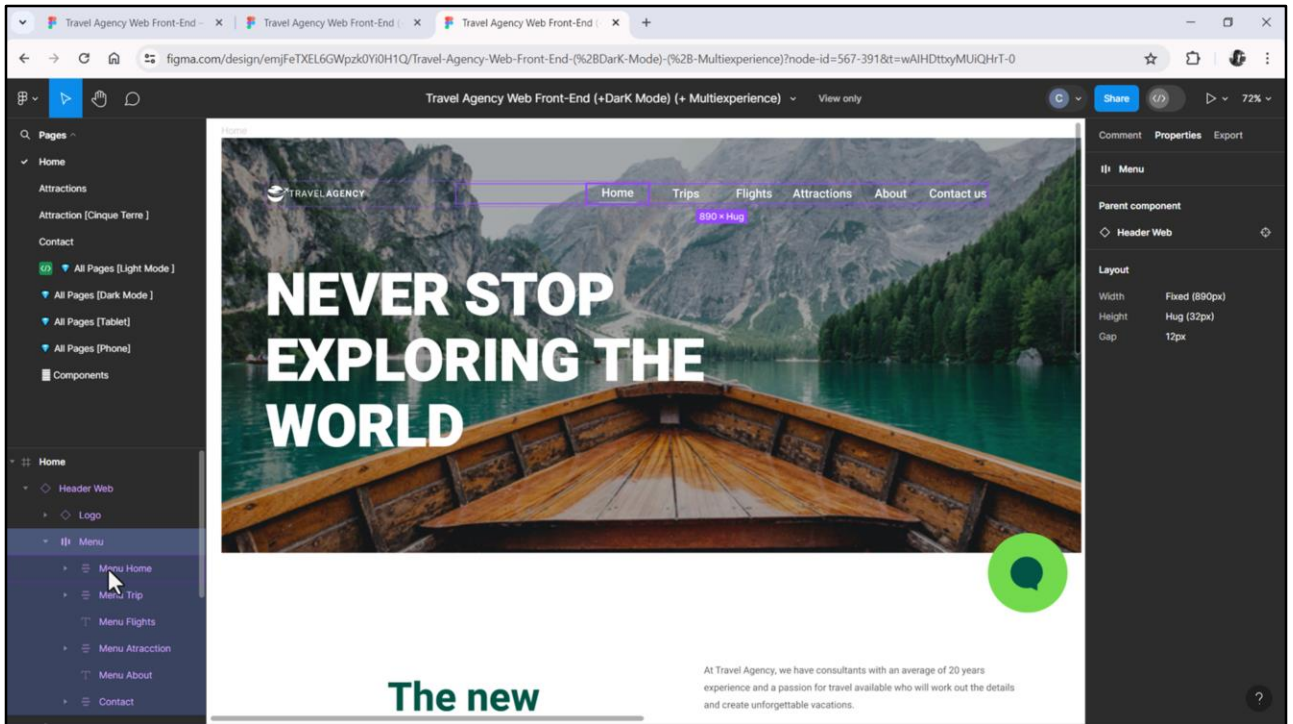 Travel Agency Web Front-End –
Travel Agency Web Front-End (
Travel Agency Web Front-End (
figma.com/design/emjFeTXEL6GWpzk0Yi0H1Q/Travel-Agency-Web-Front-End-(%2BDarK-Mode)-(%2B-Multiexperience)?node-id=567-391&t=wAIHDttxyMUiQHrT-0
Travel Agency Web Front-End (+DarK Mode) (+ Multiexperience)
View only
C
Share
72%
Pages
Home
Attractions
Attraction [Cinque Terre ]
Contact
All Pages [Light Mode ]
All Pages [Dark Mode ]
All Pages [Tablet]
All Pages [Phone]
Components
Home
Header Web
Logo
Menu
Menu Home
Menu Trip
Menu Flights
Menu Atracction
Menu About
Contact
Home
TRAVELAGENCY
Home Trips Flights Attractions About Contact us
890 × Hug
NEVER STOP
EXPLORING THE
WORLD
The new
At Travel Agency, we have consultants with an average of 20 years
experience and a passion for travel available who will work out the details
and create unforgettable vacations.
Comment Properties Export
Menu
Parent component
Header Web
Layout
Width Fixed (890px)
Height Hug (32px)
Gap 12px
?